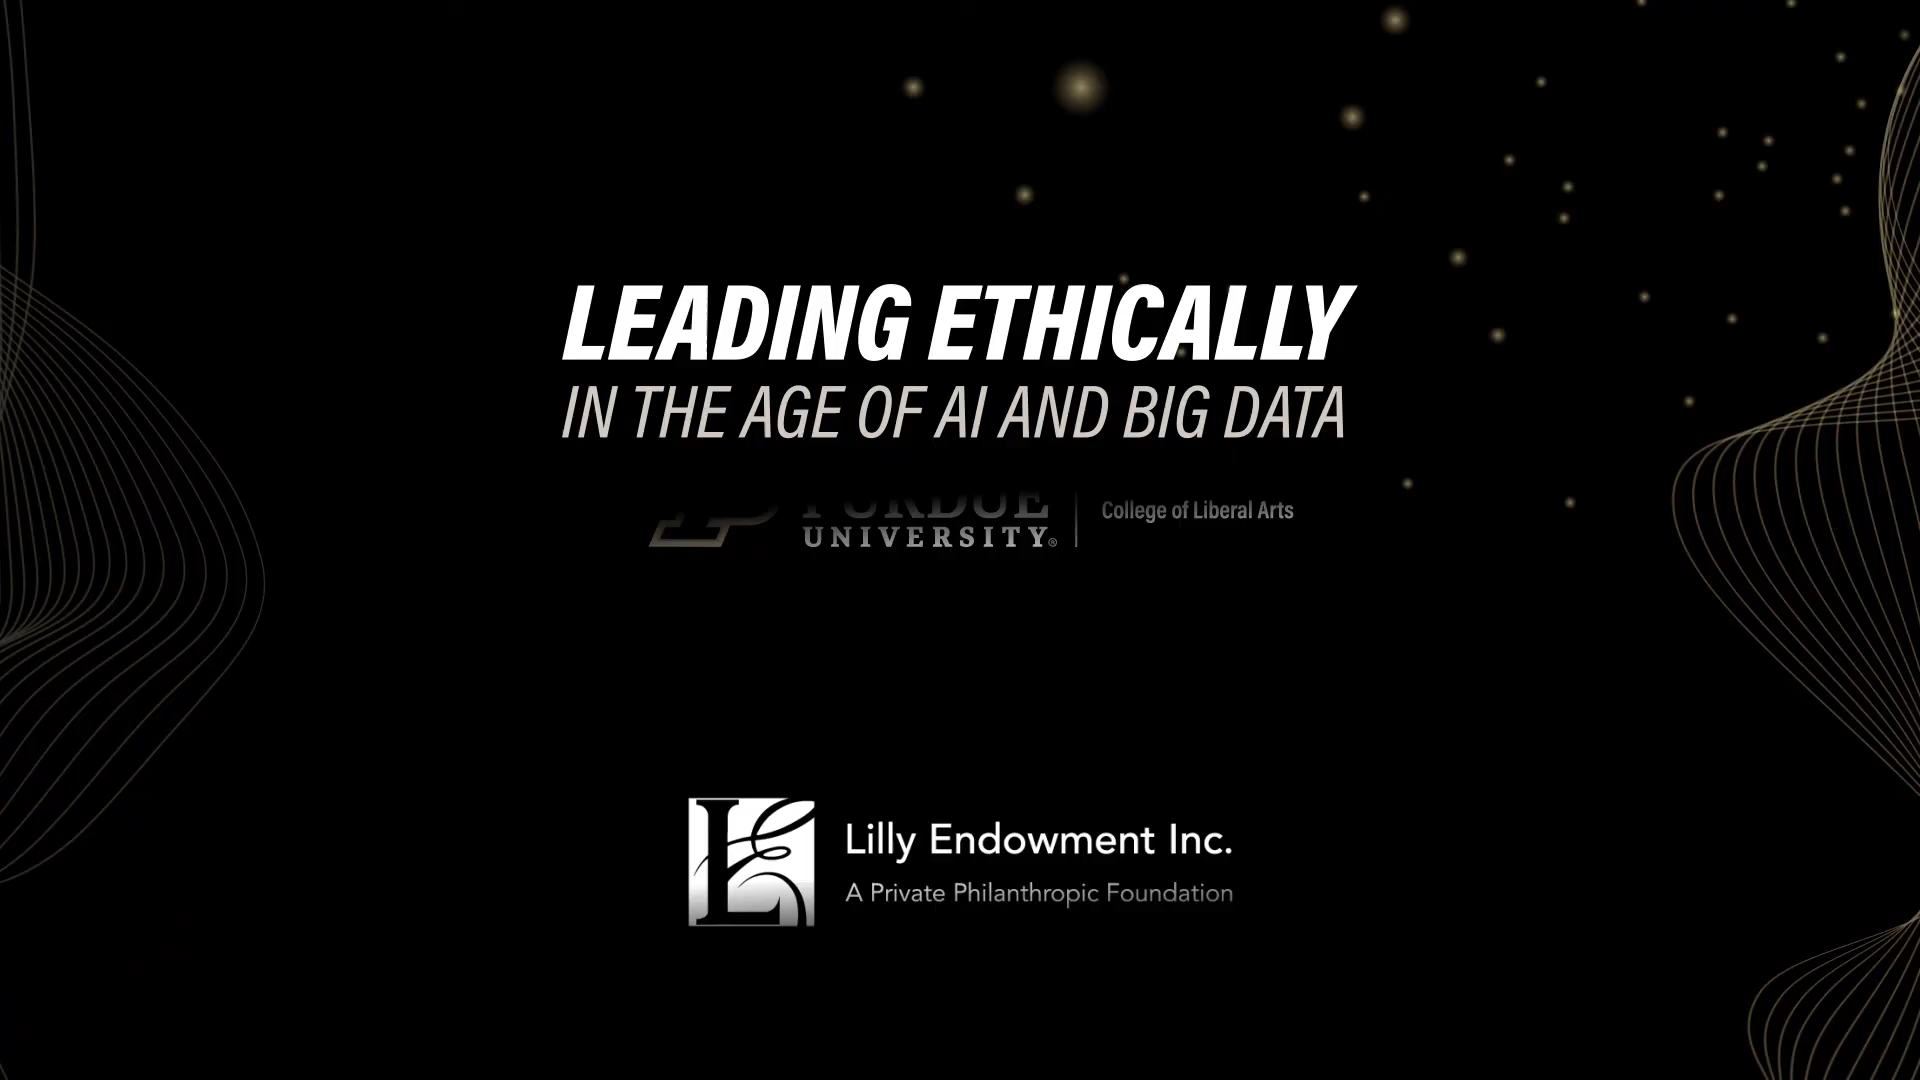 LEADING ETHICALLY
IN THE AGE OF AI AND BIG DATA
PURDUE
UNIVERSITY®
College of Liberal Arts
Lilly Endowment Inc.
A Private Philanthropic Foundation